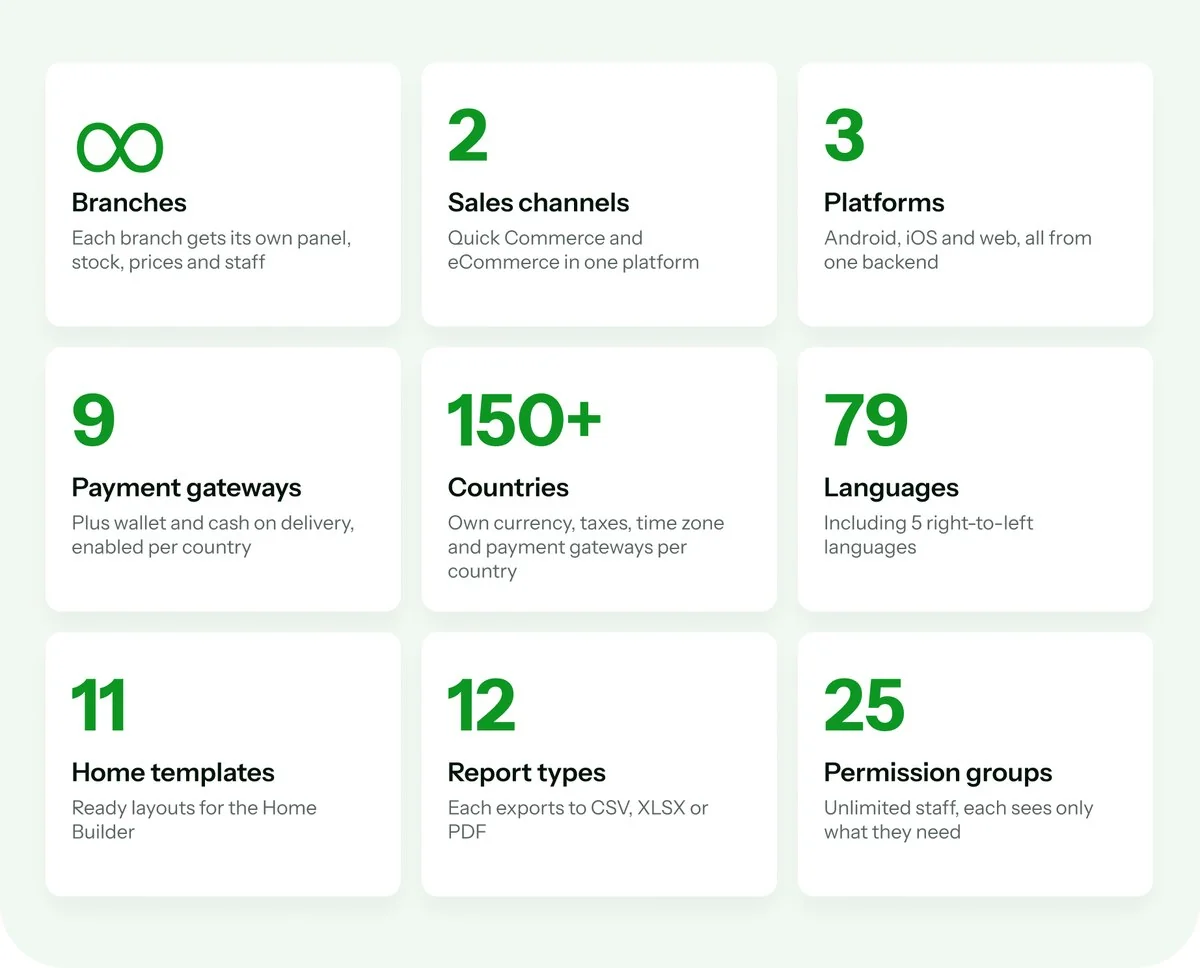 ∞
Branches
Each branch gets its own panel,
stock, prices and staff
2
Sales channels
Quick Commerce and
eCommerce in one platform
3
Platforms
Android, iOS and web, all from
one backend
9
Payment gateways
Plus wallet and cash on delivery,
enabled per country
150+
Countries
Own currency, taxes, time zone
and payment gateways per
country
79
Languages
Including 5 right-to-left
languages
11
Home templates
Ready layouts for the Home
Builder
12
Report types
Each exports to CSV, XLSX or
PDF
25
Permission groups
Unlimited staff, each sees only
what they need